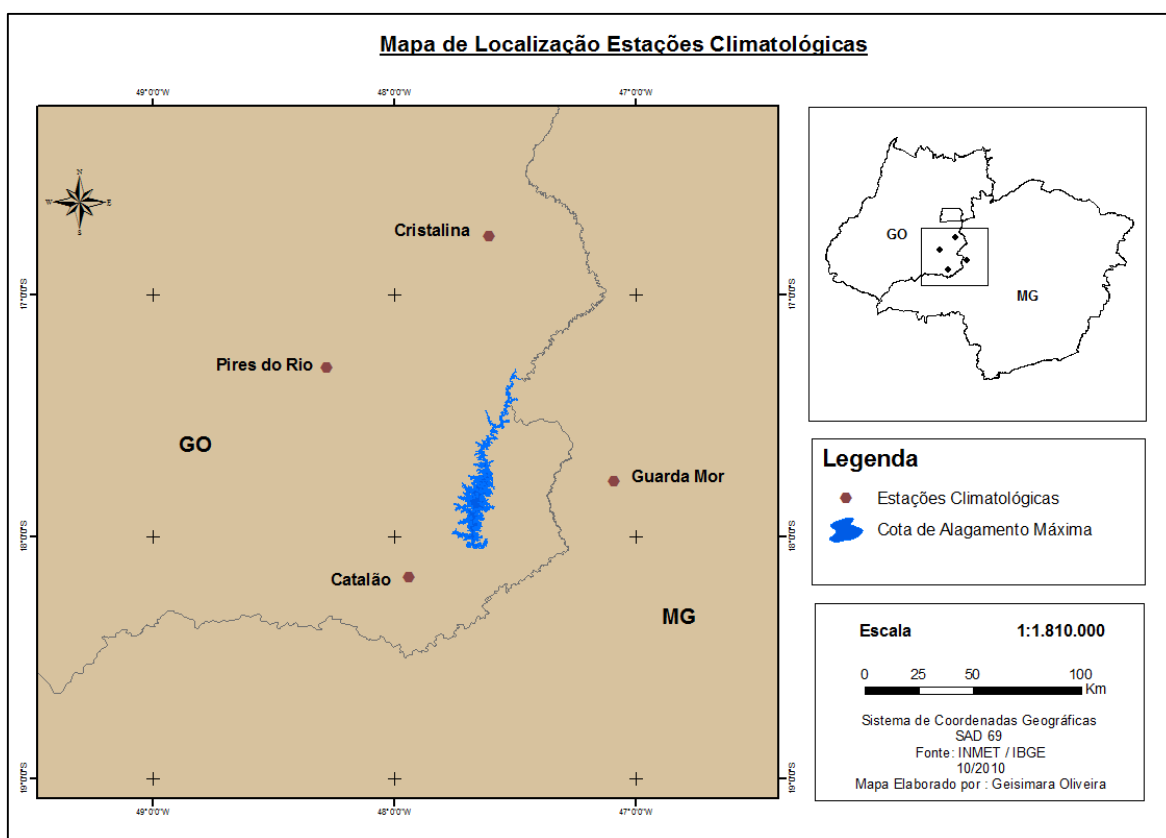 Mapa de Localização Estações Climatológicas
49°0'0"W 48°0'0"W 47°0'0"W
N
W E
S
Cristalina
17°0'0"S 17°0'0"S
Pires do Rio
GO
Guarda Mor
18°0'0"S 18°0'0"S
Catalão
MG
19°0'0"S 19°0'0"S
49°0'0"W 48°0'0"W 47°0'0"W
GO
MG
Legenda
Estações Climatológicas
Cota de Alagamento Máxima
Escala 1:1.810.000
0 25 50 100
Km
Sistema de Coordenadas Geográficas
SAD 69
Fonte: INMET / IBGE
10/2010
Mapa Elaborado por : Geisimara Oliveira